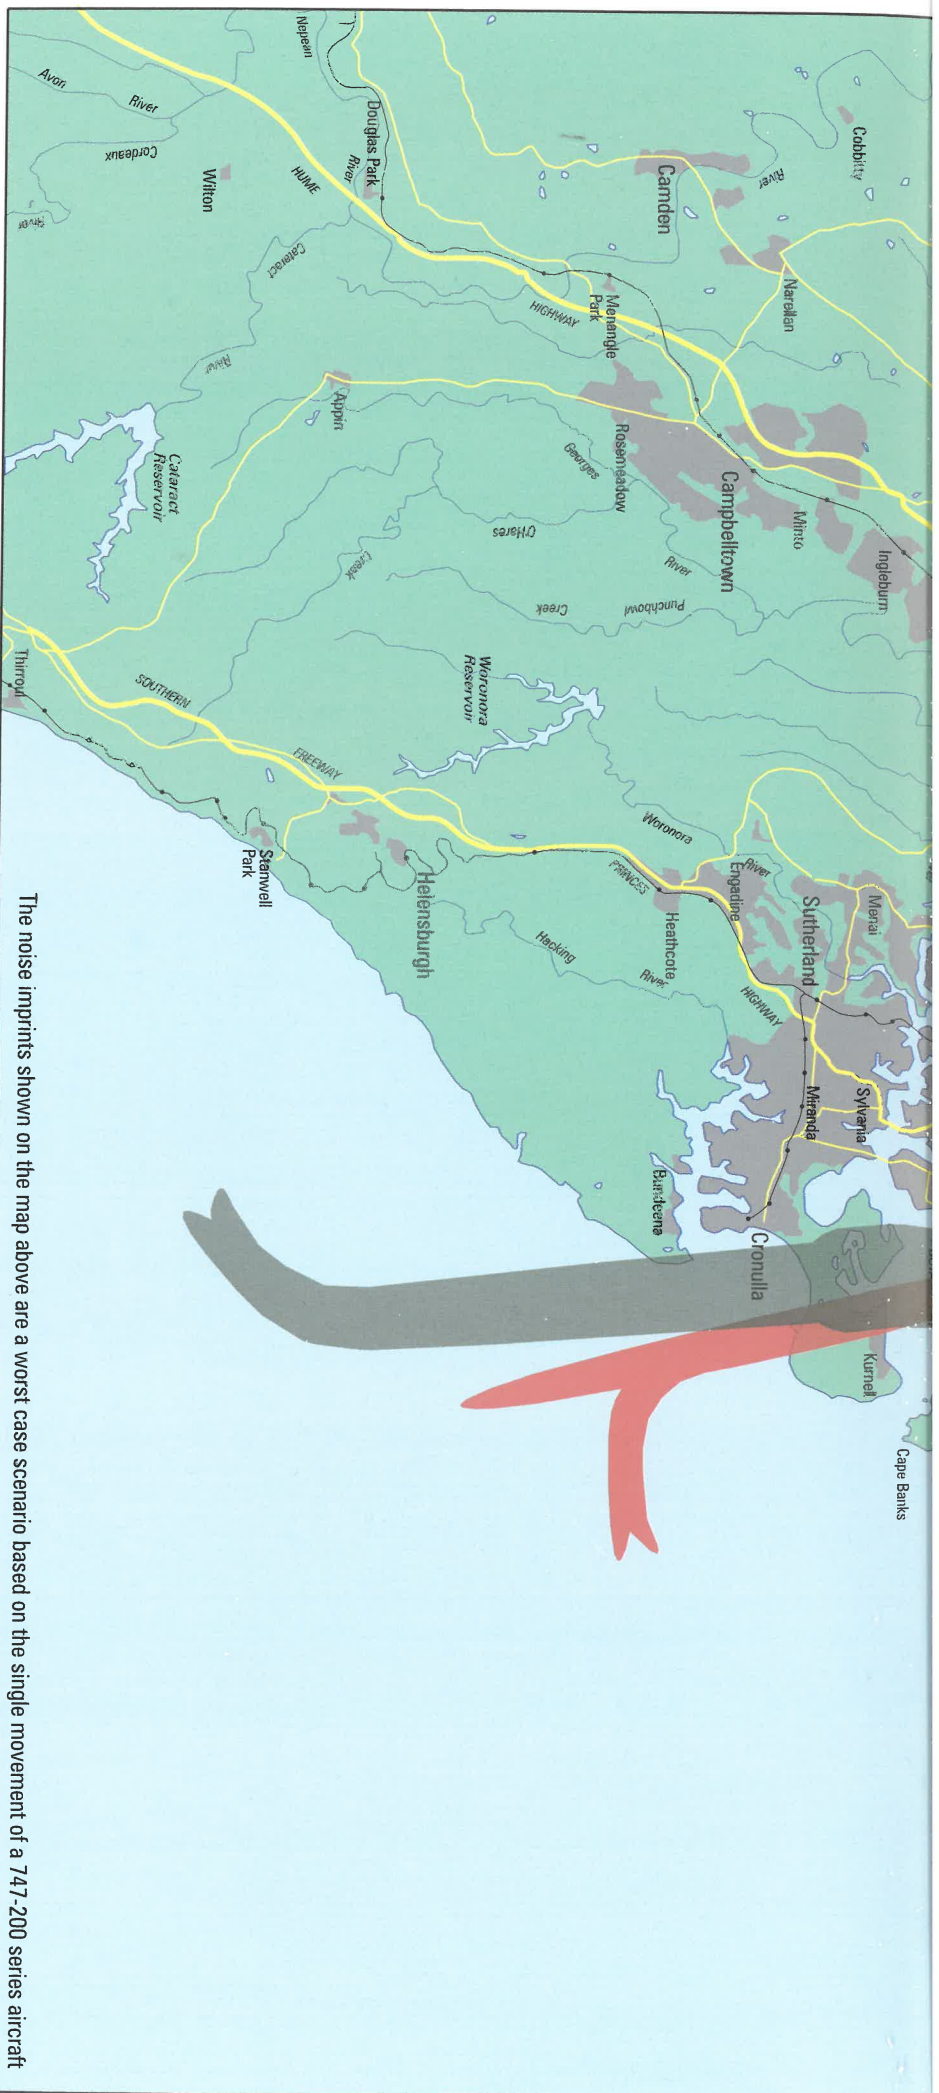 Cobbitty
River
Camden
Narellan
Nepean
Douglas Park
River
Avon
River
Cordeaux
River
Wilton
HUME
HIGHWAY
Menangle
Park
Cataract
River
Appin
Cataract
Reservoir
Rosemeadow
Georges
River
Campbelltown
Minto
Ingleburn
O'Hares
Creek
Punchbowl
Creek
Woronora
Reservoir
Thirroul
SOUTHERN
FREEWAY
Woronora
River
PRINCES
HIGHWAY
Engadine
Menai
Sutherland
Heathcote
Stanwell
Park
Helensburgh
Hacking
River
Sylvania
Miranda
Bundeena
Cronulla
Kurnell
Cape Banks
The noise imprints shown on the map above are a worst case scenario based on the single movement of a 747-200 series aircraft